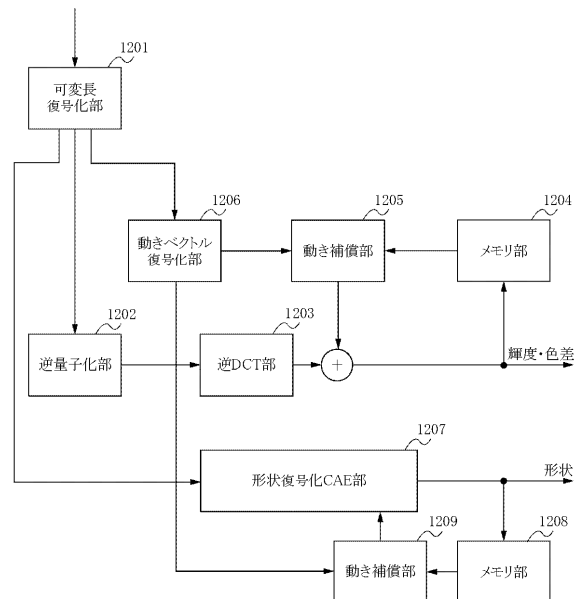 1201
可変長
復号化部
1206
1205
1204
動きベクトル
復号化部
動き補償部
メモリ部
1202
1203
逆量子化部
逆DCT部
+
輝度・色差
1207
形状復号化CAE部
形状
1209
1208
動き補償部
メモリ部